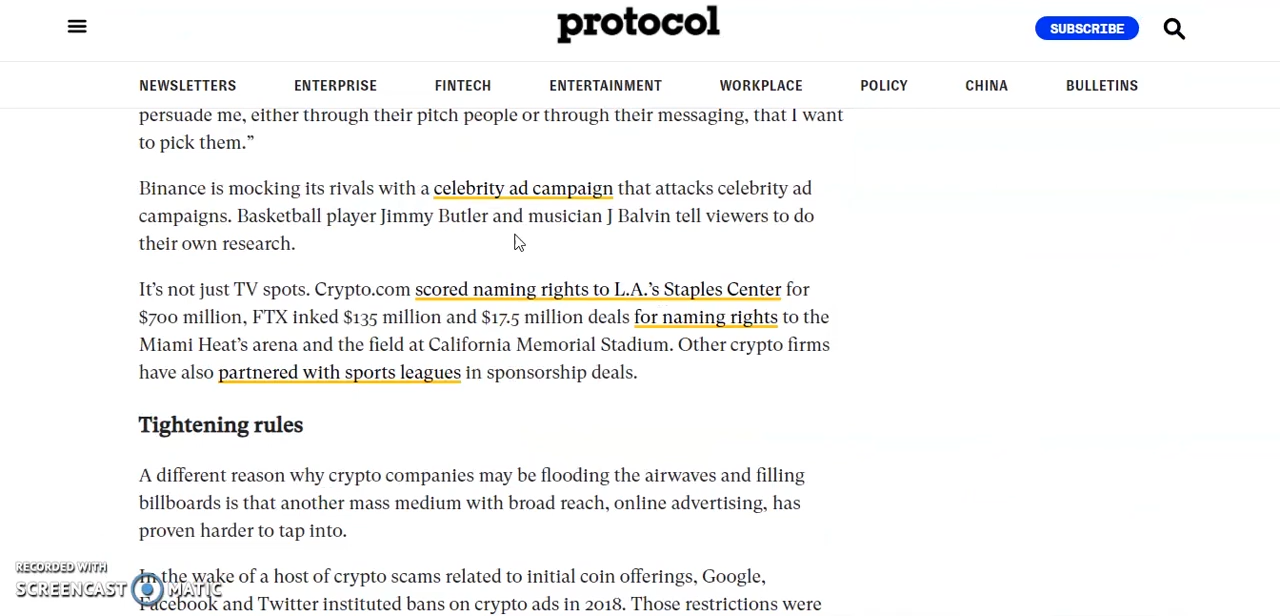 protocol
SUBSCRIBE
NEWSLETTERS ENTERPRISE FINTECH ENTERTAINMENT WORKPLACE POLICY CHINA BULLETINS
persuade me, either through their pitch people or through their messaging, that I want
to pick them.”
Binance is mocking its rivals with a celebrity ad campaign that attacks celebrity ad
campaigns. Basketball player Jimmy Butler and musician J Balvin tell viewers to do
their own research.
It’s not just TV spots. Crypto.com scored naming rights to L.A.’s Staples Center for
$700 million, FTX inked $135 million and $17.5 million deals for naming rights to the
Miami Heat’s arena and the field at California Memorial Stadium. Other crypto firms
have also partnered with sports leagues in sponsorship deals.
Tightening rules
A different reason why crypto companies may be flooding the airwaves and filling
billboards is that another mass medium with broad reach, online advertising, has
proven harder to tap into.
In the wake of a host of crypto scams related to initial coin offerings, Google,
Facebook and Twitter instituted bans on crypto ads in 2018. Those restrictions were
RECORDED WITH
SCREENCAST MATIC